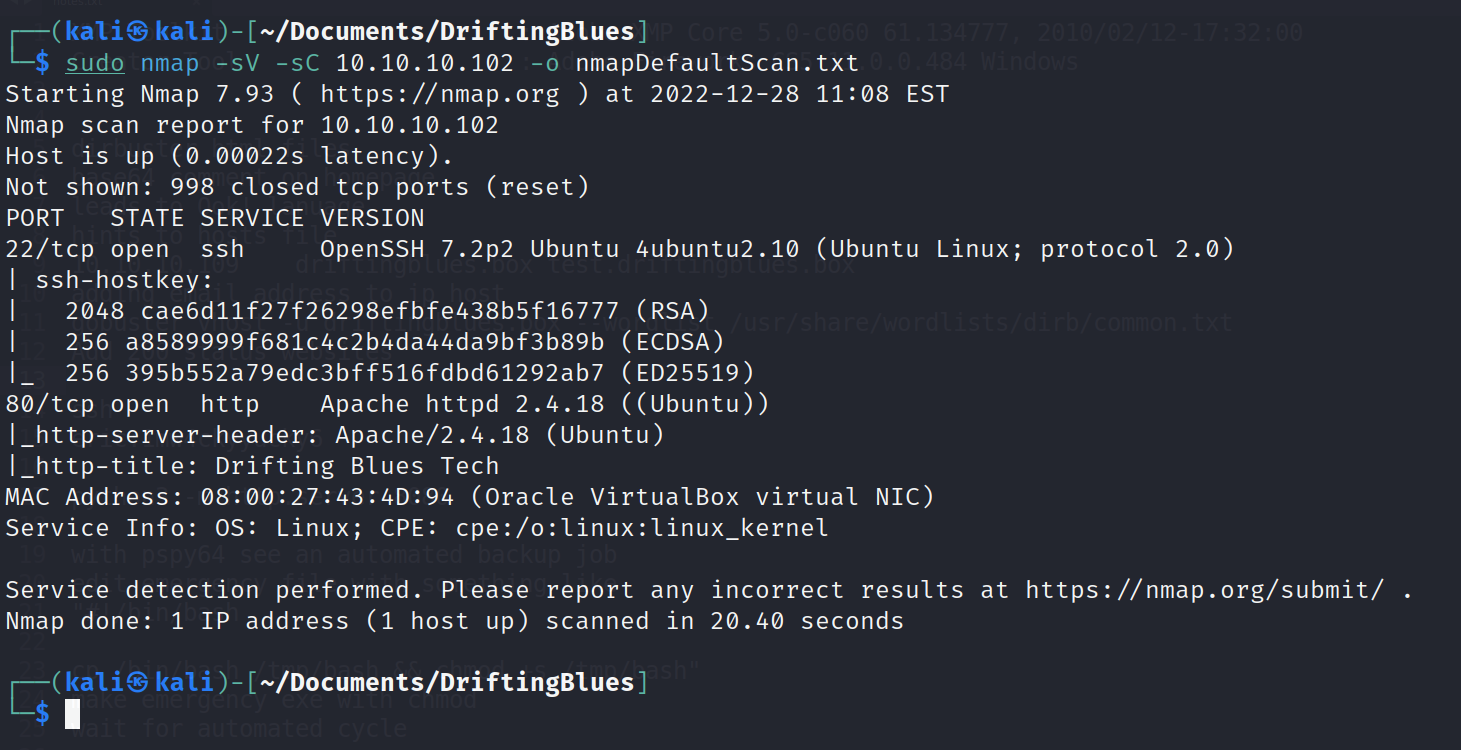 ┌──(kali㉿kali)-[~/Documents/DriftingBlues]
└─$ sudo nmap -sV -sC 10.10.10.102 -o nmapDefaultScan.txt
Starting Nmap 7.93 ( https://nmap.org ) at 2022-12-28 11:08 EST
Nmap scan report for 10.10.10.102
Host is up (0.00022s latency).
Not shown: 998 closed tcp ports (reset)
PORT   STATE SERVICE VERSION
22/tcp open  ssh     OpenSSH 7.2p2 Ubuntu 4ubuntu2.10 (Ubuntu Linux; protocol 2.0)
| ssh-hostkey:
|   2048 cae6d11f27f26298efbfe438b5f16777 (RSA)
|   256 a8589999f681c4c2b4da44da9bf3b89b (ECDSA)
|_  256 395b552a79edc3bff516fdbd61292ab7 (ED25519)
80/tcp open  http    Apache httpd 2.4.18 ((Ubuntu))
|_http-server-header: Apache/2.4.18 (Ubuntu)
|_http-title: Drifting Blues Tech
MAC Address: 08:00:27:43:4D:94 (Oracle VirtualBox virtual NIC)
Service Info: OS: Linux; CPE: cpe:/o:linux:linux_kernel

Service detection performed. Please report any incorrect results at https://nmap.org/submit/ .
Nmap done: 1 IP address (1 host up) scanned in 20.40 seconds

┌──(kali㉿kali)-[~/Documents/DriftingBlues]
└─$